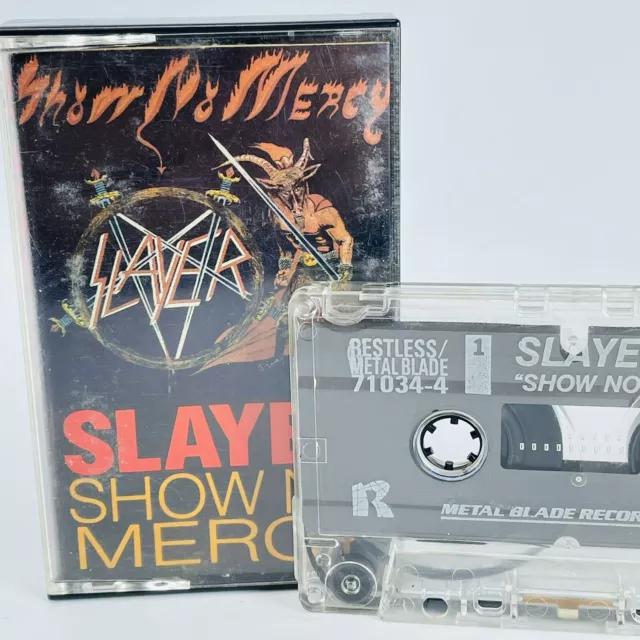 Show No Mercy
SLAYER
SLAYE
SHOW N
MERC
RESTLESS/
METAL BLADE
71034-4
1
SLAYE
"SHOW NO
R
METAL BLADE RECOR